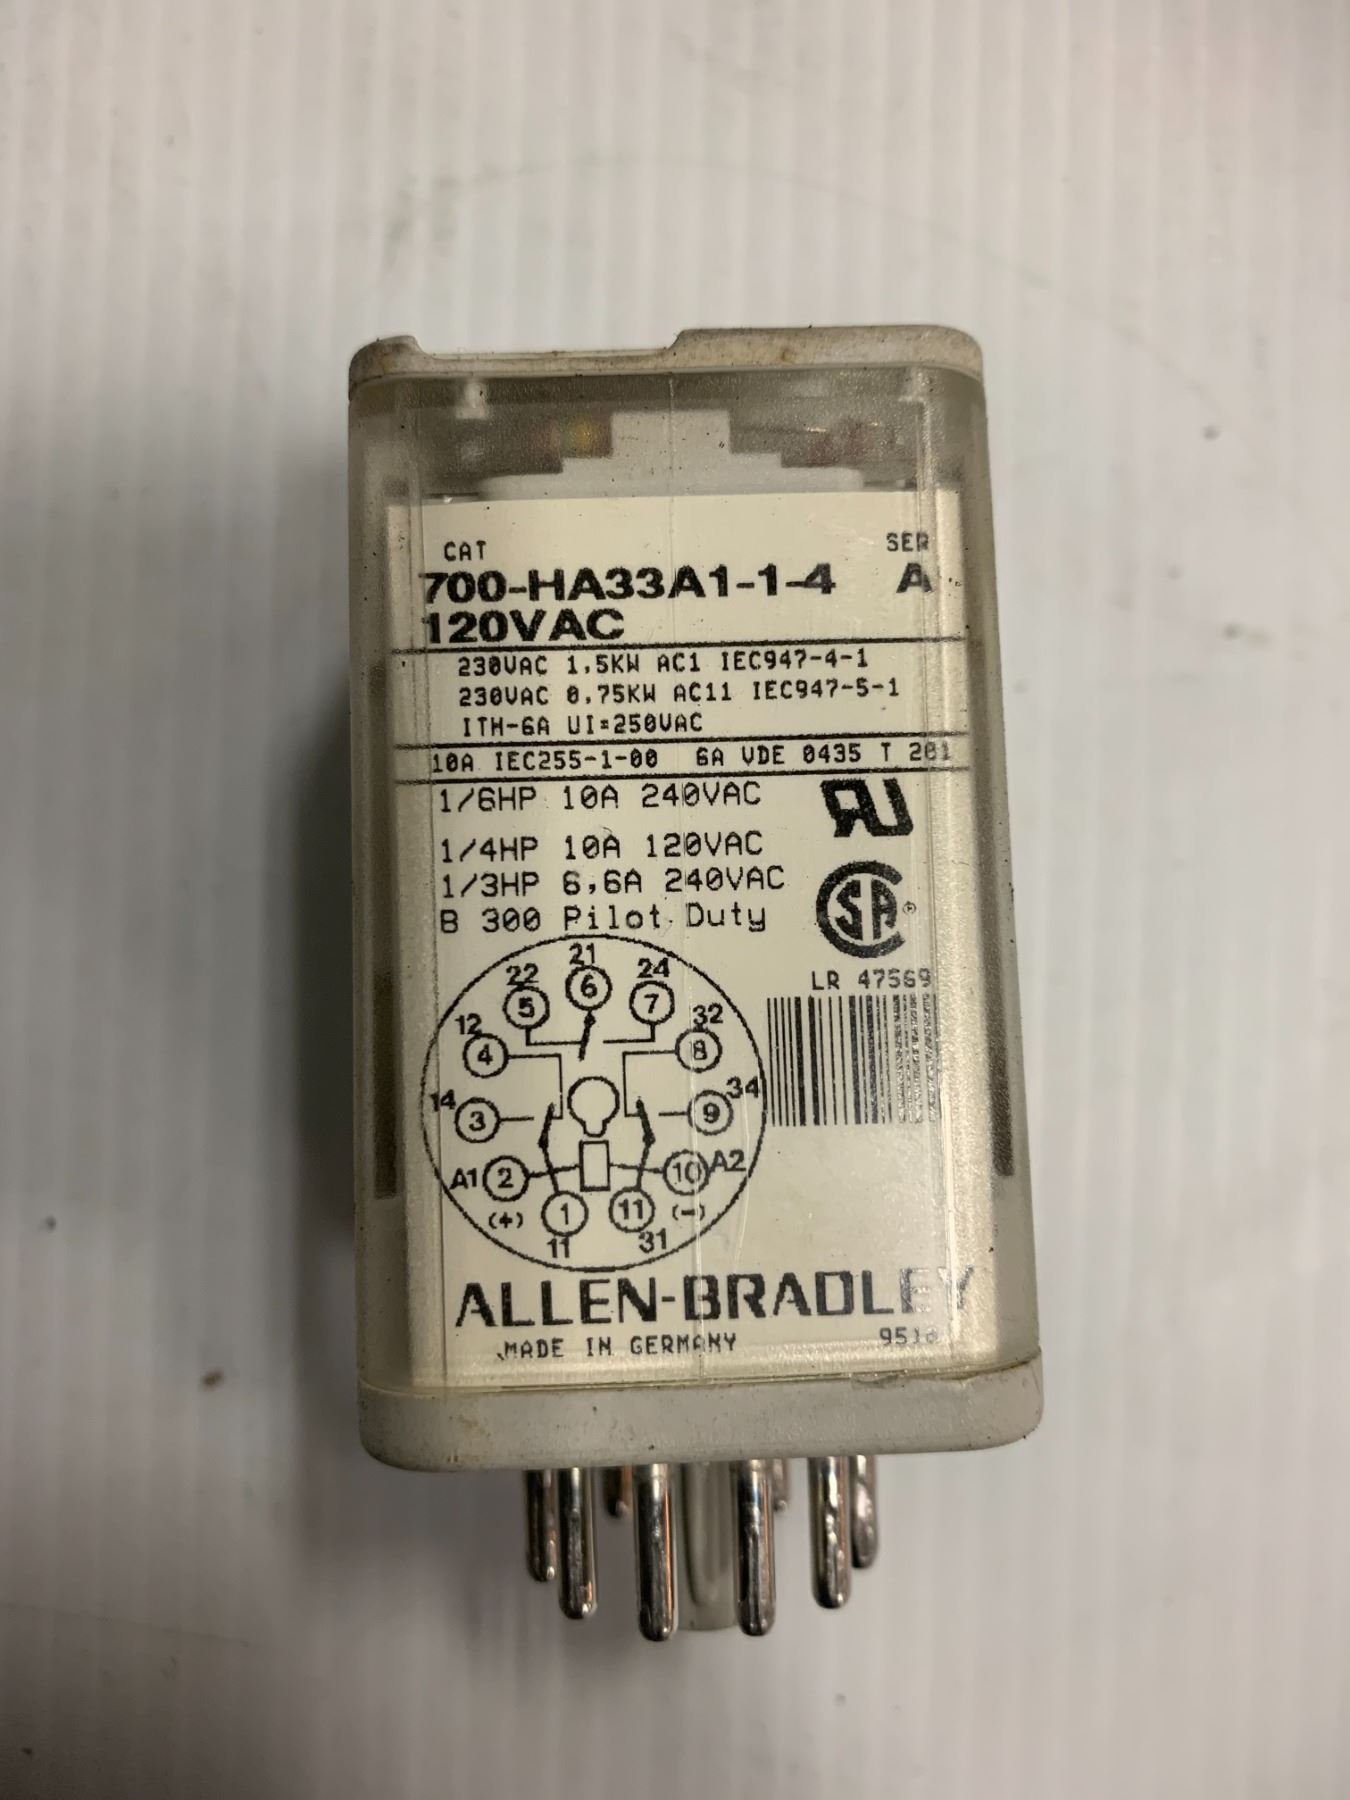 CAT SER
700-HA33A1-1-4 A
120VAC
230VAC 1,5KW AC1 IEC947-4-1
230VAC 0,75KW AC11 IEC947-5-1
ITH-6A UI=250VAC
10A IEC255-1-00 6A VDE 0435 T 201
1/6HP 10A 240VAC
1/4HP 10A 120VAC
1/3HP 6,6A 240VAC
B 300 Pilot Duty
SA®
LR 47569
21
22 24
6
5 7
12 32
4 8
14 34
3 9
A1 2 10 A2
(+) 1 11 (-)
11 31
ALLEN-BRADLEY
MADE IN GERMANY